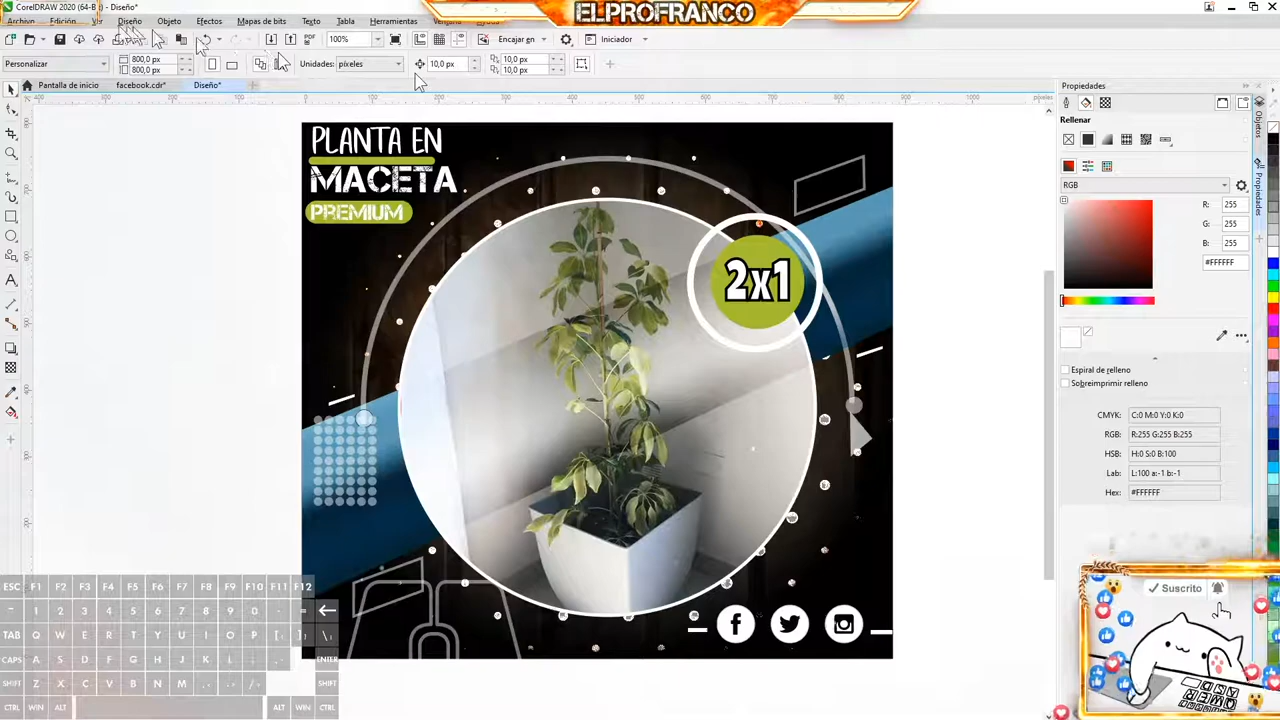 CorelDRAW 2020 (64-B Diseño*
ELPROFRANCO
Archivo Edición Diseño Objeto Efectos Mapas de bits Texto Tabla Herramientas Ventana
PDF 100% Encajar en Iniciador
Personalizar 800,0 px 800,0 px Unidades: píxeles 10,0 px 10,0 px 10,0 px
Pantalla de inicio facebook.cdr* Diseño*
píxeles
PLANTA EN
MACETA
PREMIUM
2x1
Propiedades
Rellenar
RGB
R: 255
G: 255
B: 255
#FFFFFF
Espiral de relleno
Sobreimprimir relleno
CMYK: C:0 M:0 Y:0 K:0
RGB: R:255 G:255 B:255
HSB: H:0 S:0 B:100
Lab: L:100 a:-1 b:-1
Hex: #FFFFFF
Objetos
Propiedades
ESC F1 F2 F3 F4 F5 F6 F7 F8 F9 F10 F11 F12
1 2 3 4 5 6 7 8 9 0
TAB Q W E R T Y U I O P
CAPS A S D F G H J K L ENTER
SHIFT Z X C V B N M SHIFT
CTRL WIN ALT ALT WIN CTRL
Suscrito